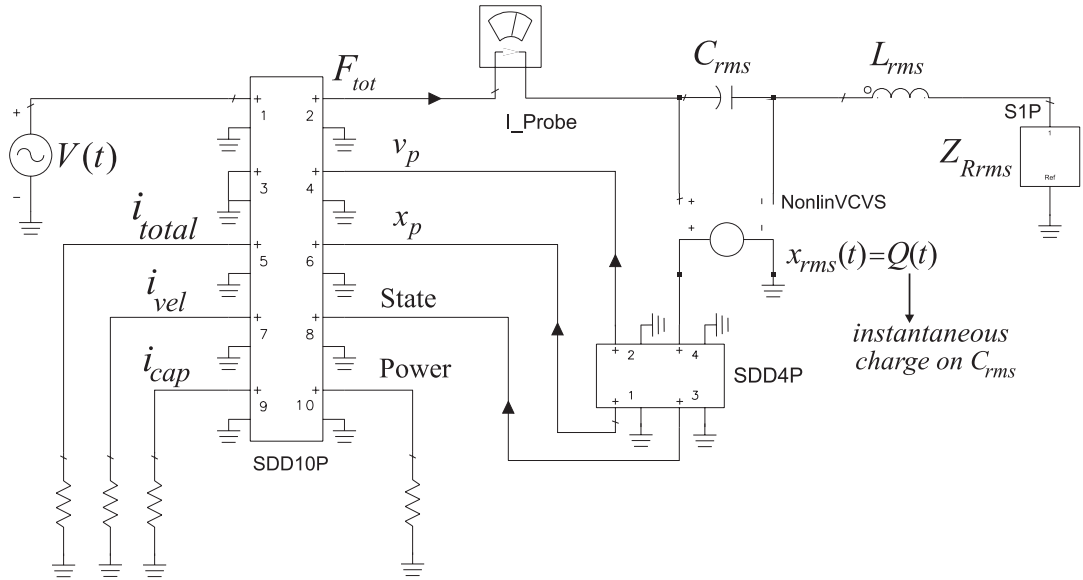 V(t)
+
−
F_tot
I_Probe
C_rms
L_rms
S1P
1
Z_Rrms
Ref
v_p
x_p
i_total
i_vel
i_cap
State
Power
+ +
1 2
+ +
3 4
+ +
5 6
+ +
7 8
+ +
9 10
SDD10P
NonlinVCVS
+ -
+ -
x_rms(t)=Q(t)
instantaneous
charge on C_rms
+ +
2 4
1 3
+ +
SDD4P